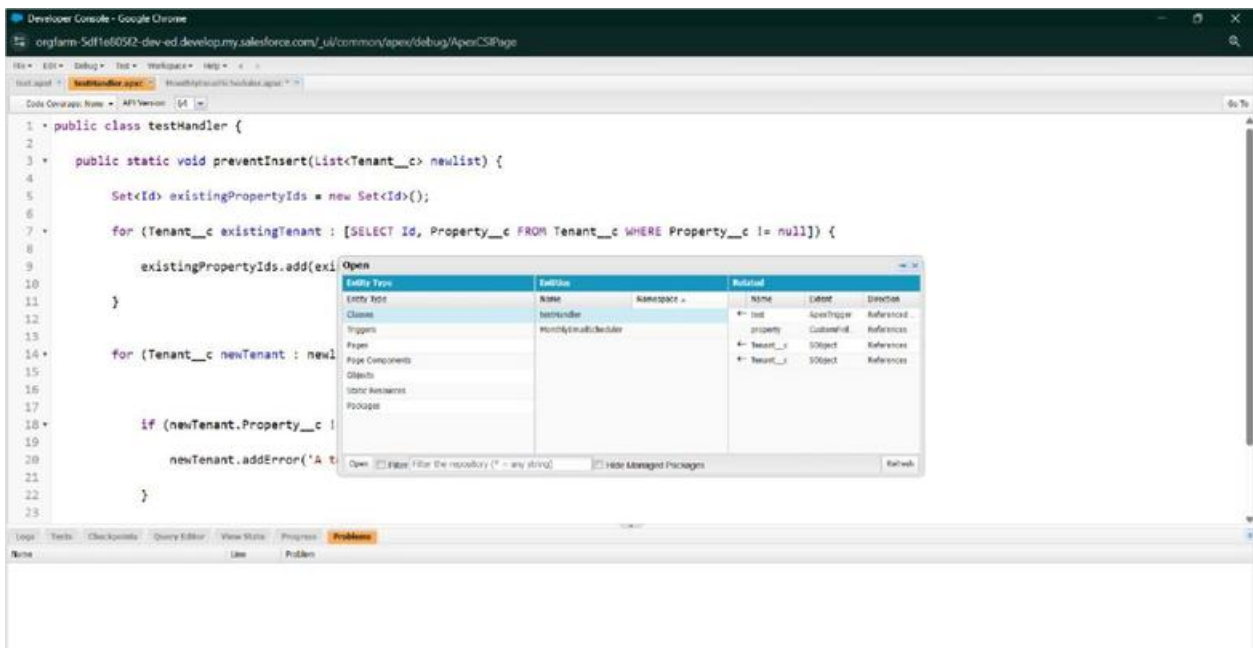 Developer Console - Google Chrome
orgfarm-5df1e805f2-dev-ed.develop.my.salesforce.com/_ui/common/apex/debug/ApexCSIPage
File Edit Debug Test Workspace Help
test.apxt testHandler.apxc MonthlyEmailScheduler.apxc *
Code Coverage: None API Version: 64 Go To
1 public class testHandler {
2
3 public static void preventInsert(List<Tenant__c> newlist) {
4
5 Set<Id> existingPropertyIds = new Set<Id>();
6
7 for (Tenant__c existingTenant : [SELECT Id, Property__c FROM Tenant__c WHERE Property__c != null]) {
8
9 existingPropertyIds.add(exi
10
11 }
12
13
14 for (Tenant__c newTenant : newl
15
16
17
18 if (newTenant.Property__c !
19
20 newTenant.addError('A t
21
22 }
23
Open
Entity Type Entities Related
Entity Type Name Namespace Name Extent Direction
Classes testHandler test ApexTrigger Referenced ...
Triggers MonthlyEmailScheduler property CustomField... References
Pages Tenant__c SObject References
Page Components Tenant__c SObject References
Objects
Static Resources
Packages
Open Filter Filter the repository (* = any string) Hide Managed Packages Refresh
Logs Tests Checkpoints Query Editor View State Progress Problems
Name Line Problem